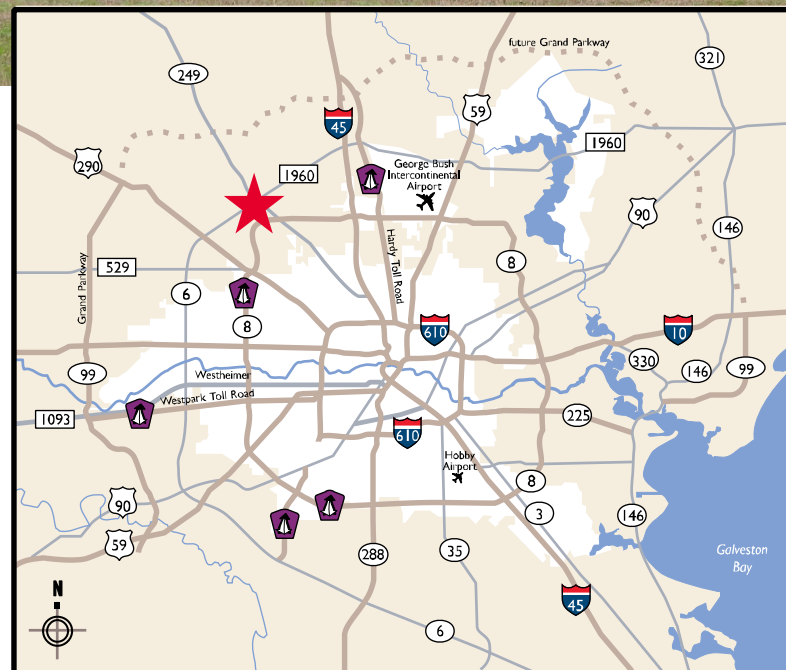 future Grand Parkway
321
249
59
45
1960
290
1960
George Bush
Intercontinental
Airport
90
146
Hardy Toll Road
8
529
Grand Parkway
6
8
610
10
330
146
99
99
Westheimer
Westpark Toll Road
1093
225
610
Hobby
Airport
8
90
3
146
59
288
35
Galveston
Bay
N
45
6